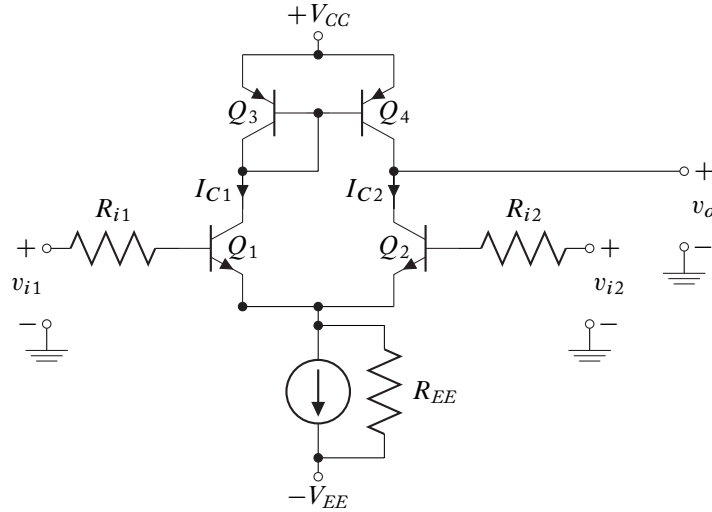 +V_CC
Q_3
Q_4
I_C1
I_C2
R_i1
R_i2
+
+
+
v_o
Q_1
Q_2
v_i1
v_i2
−
−
−
R_EE
−V_EE